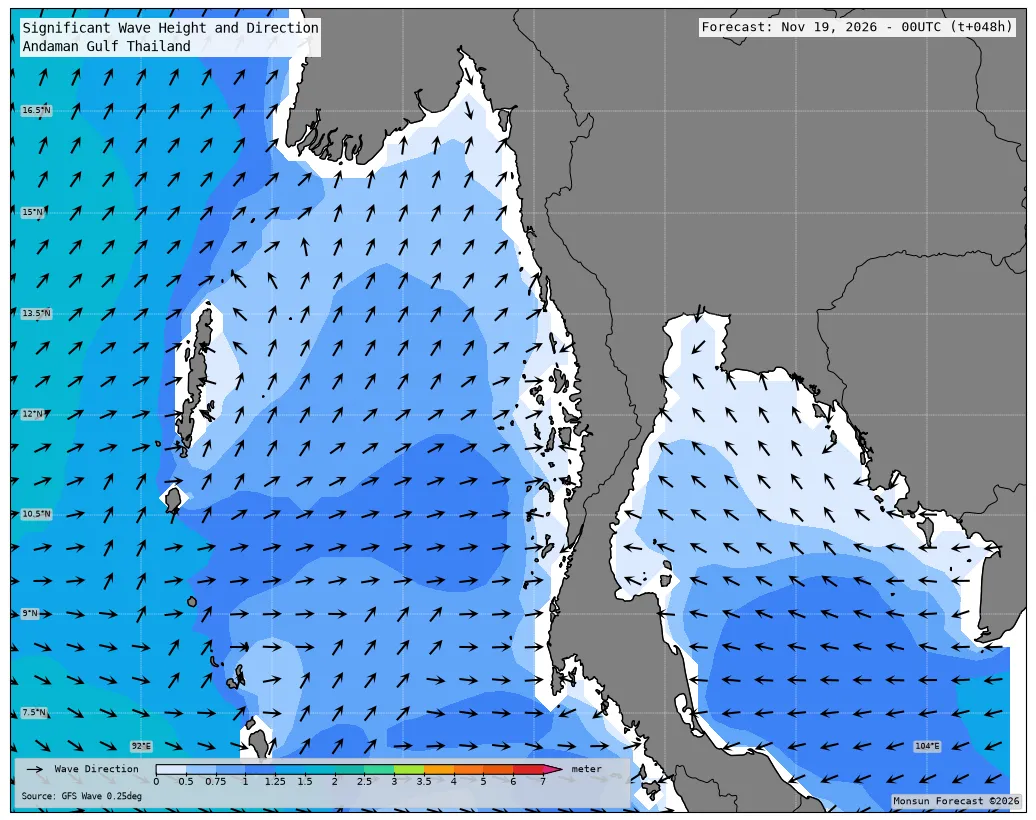 Significant Wave Height and Direction
Andaman Gulf Thailand
Forecast: Nov 19, 2026 - 00UTC (t+048h)
16.5°N
15°N
13.5°N
12°N
10.5°N
9°N
7.5°N
92°E
104°E
Wave Direction
meter
0 0.5 0.75 1 1.25 1.5 2 2.5 3 3.5 4 5 6 7
Source: GFS Wave 0.25deg
Monsun Forecast ©2026